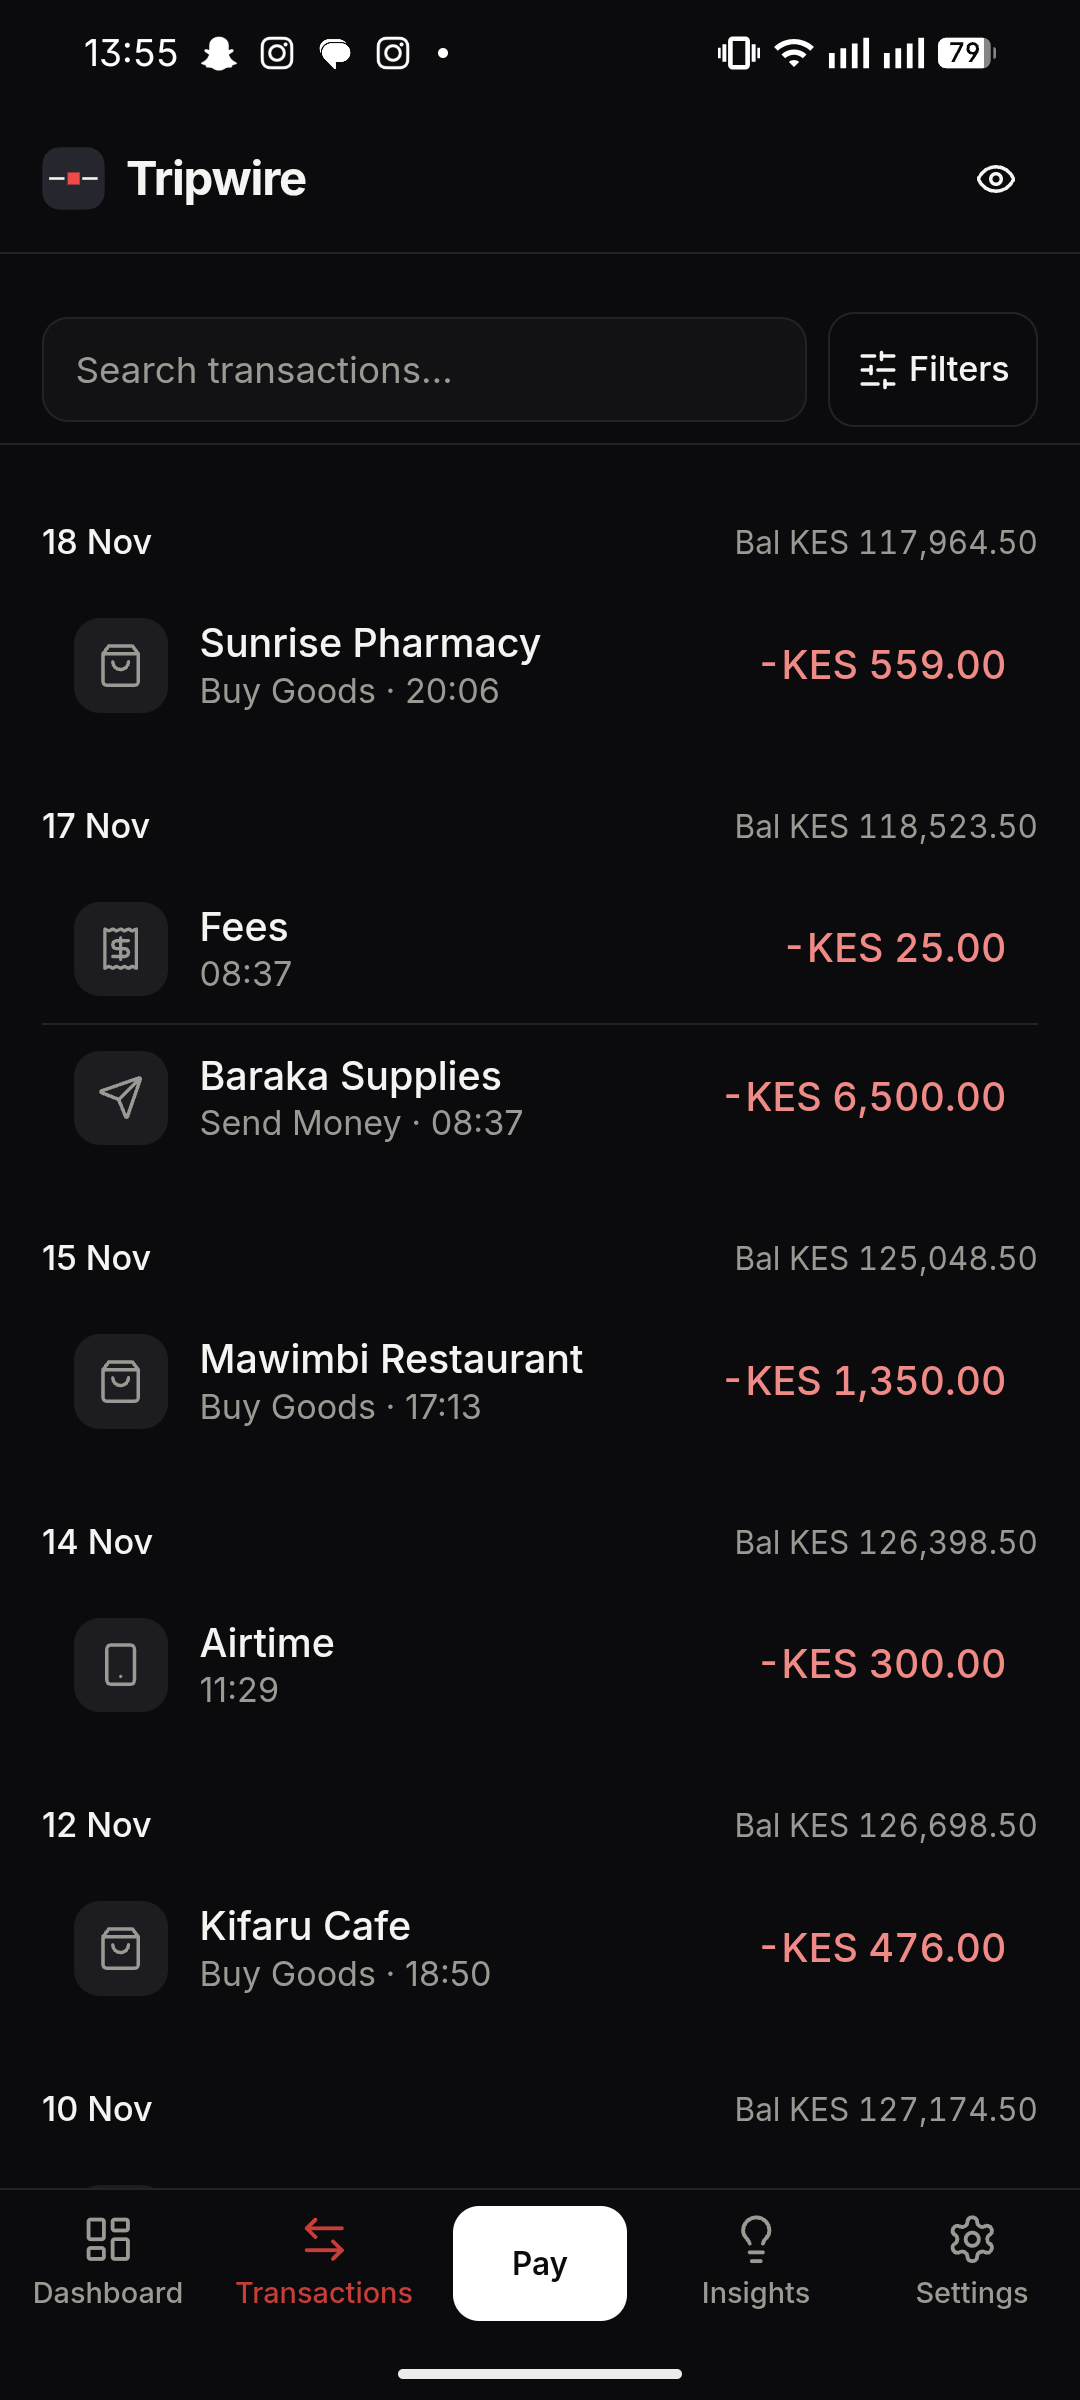 13:55
79
Tripwire
Search transactions...
Filters
18 Nov
Bal KES 117,964.50
Sunrise Pharmacy
Buy Goods · 20:06
-KES 559.00
17 Nov
Bal KES 118,523.50
Fees
08:37
-KES 25.00
Baraka Supplies
Send Money · 08:37
-KES 6,500.00
15 Nov
Bal KES 125,048.50
Mawimbi Restaurant
Buy Goods · 17:13
-KES 1,350.00
14 Nov
Bal KES 126,398.50
Airtime
11:29
-KES 300.00
12 Nov
Bal KES 126,698.50
Kifaru Cafe
Buy Goods · 18:50
-KES 476.00
10 Nov
Bal KES 127,174.50
Dashboard
Transactions
Pay
Insights
Settings